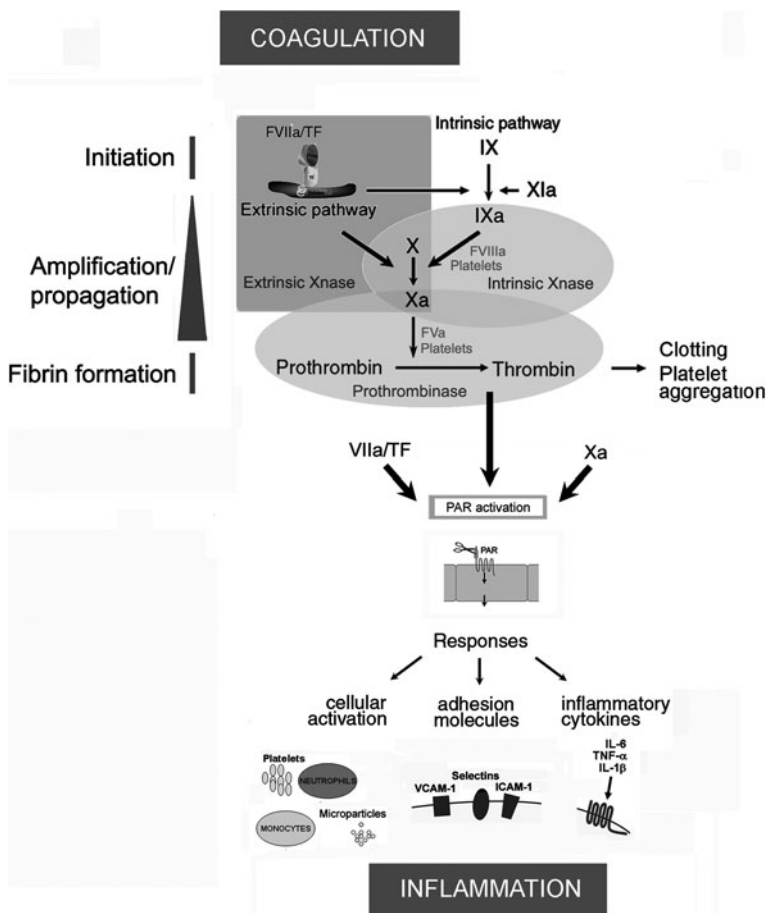 COAGULATION
Initiation
Amplification/
propagation
Fibrin formation
FVIIa/TF
Extrinsic pathway
Extrinsic Xnase
Intrinsic pathway
IX
XIa
IXa
X
FVIIIa
Platelets
Intrinsic Xnase
Xa
FVa
Platelets
Prothrombin
Thrombin
Prothrombinase
Clotting
Platelet
aggregation
VIIa/TF
Xa
PAR activation
PAR
Responses
cellular
activation
adhesion
molecules
inflammatory
cytokines
Platelets
NEUTROPHILS
MONOCYTES
Microparticles
Selectins
VCAM-1
ICAM-1
IL-6
TNF-α
IL-1β
INFLAMMATION